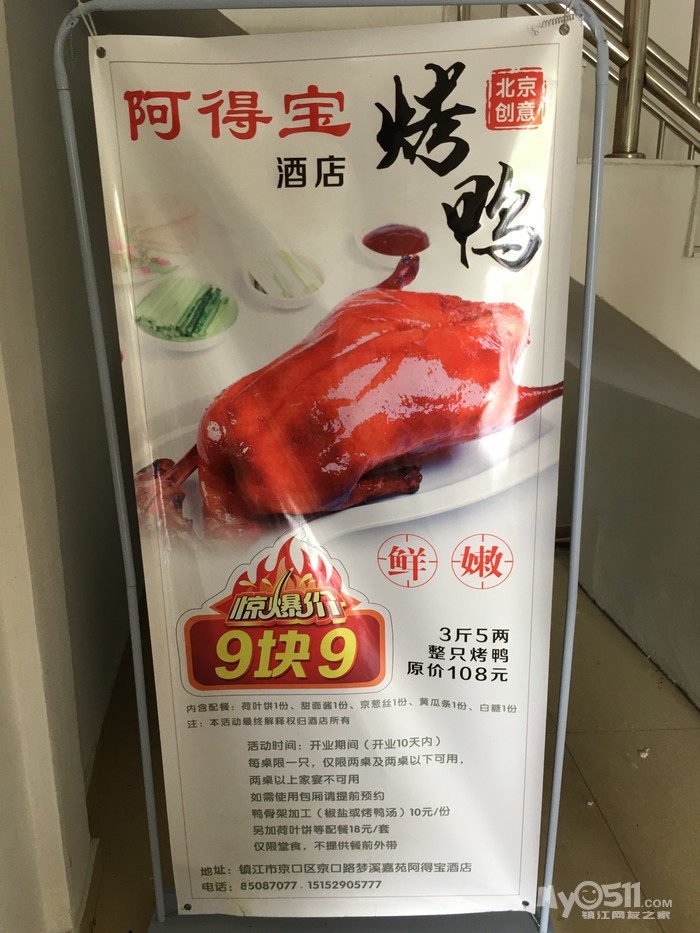 阿得宝
酒店
烤鸭
北京
创意
鲜 嫩
惊爆价
9块9
3斤5两
整只烤鸭
原价108元
内含配餐：荷叶饼1份、甜面酱1份、京葱丝1份、黄瓜条1份、白糖1份
注：本活动最终解释权归酒店所有
活动时间：开业期间（开业10天内）
每桌限一只，仅限两桌及两桌以下可用，
两桌以上家宴不可用
如需使用包厢请提前预约
鸭骨架加工（椒盐或烤鸭汤）10元/份
另加荷叶饼等配餐18元/套
仅限堂食，不提供餐前外带
地址：镇江市京口区京口路梦溪嘉苑阿得宝酒店
电话：85087077 · 15152905777
My0511.COM
镇江网友之家